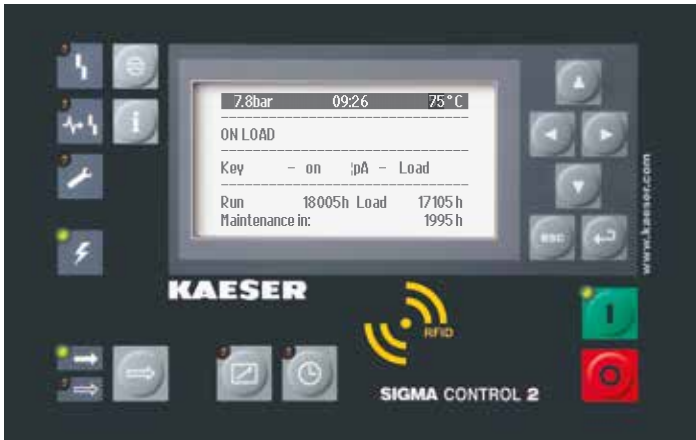 7.8bar 09:26 75°C
ON LOAD
Key - on ¦pA - Load
Run 18005h Load 17105h
Maintenance in: 1995h
esc
www.kaeser.com
KAESER
RFID
I
SIGMA CONTROL 2